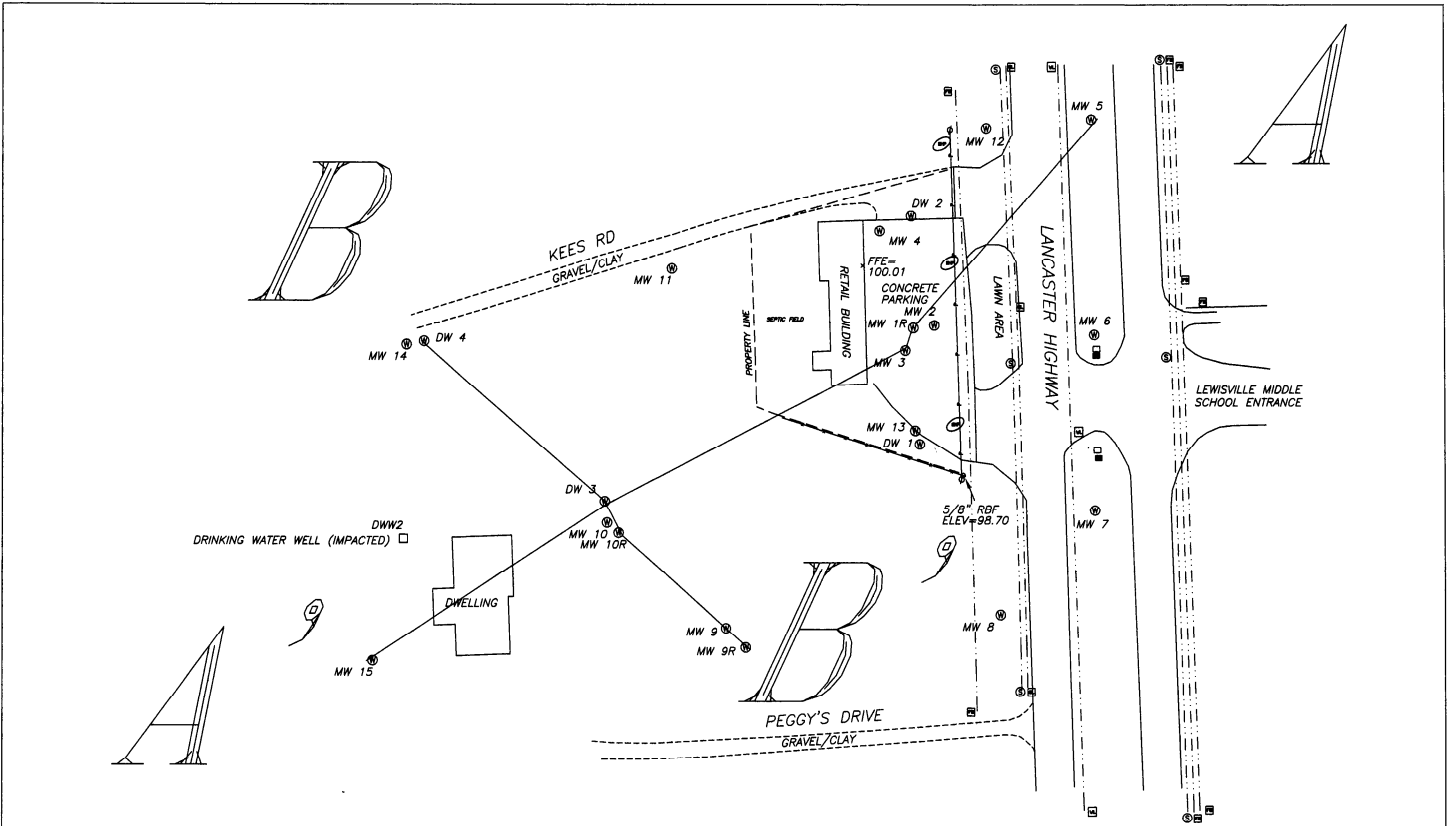 A
MW 5
MW 12
B
DW 2
KEES RD
GRAVEL/CLAY
MW 4
MW 11
FFE=
100.01
CONCRETE
PARKING
RETAIL BUILDING
SEPTIC FIELD
PROPERTY LINE
LAWN AREA
LANCASTER HIGHWAY
MW 2
MW 1R
MW 3
MW 6
MW 14
DW 4
LEWISVILLE MIDDLE
SCHOOL ENTRANCE
MW 13
DW 1
5/8" RBF
ELEV=98.70
MW 7
DW 3
MW 10
MW 10R
DWW2
DRINKING WATER WELL (IMPACTED)
DWELLING
B'
MW 8
MW 9
MW 9R
MW 15
A'
PEGGY'S DRIVE
GRAVEL/CLAY